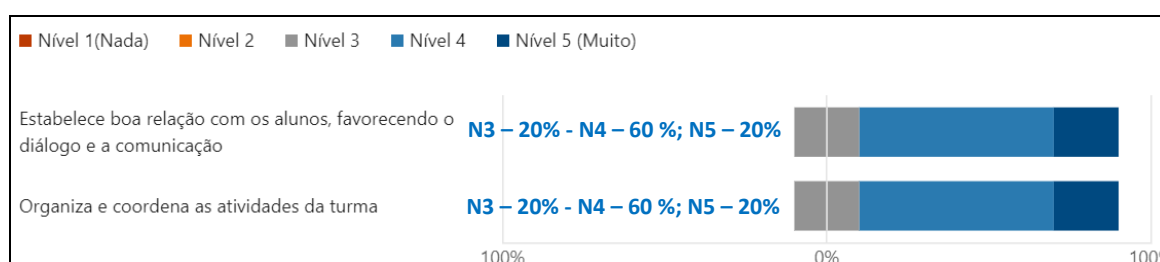 Nível 1(Nada) Nível 2 Nível 3 Nível 4 Nível 5 (Muito)
Estabelece boa relação com os alunos, favorecendo o
diálogo e a comunicação
N3 – 20% - N4 – 60 %; N5 – 20%
Organiza e coordena as atividades da turma
N3 – 20% - N4 – 60 %; N5 – 20%
100% 0% 100%